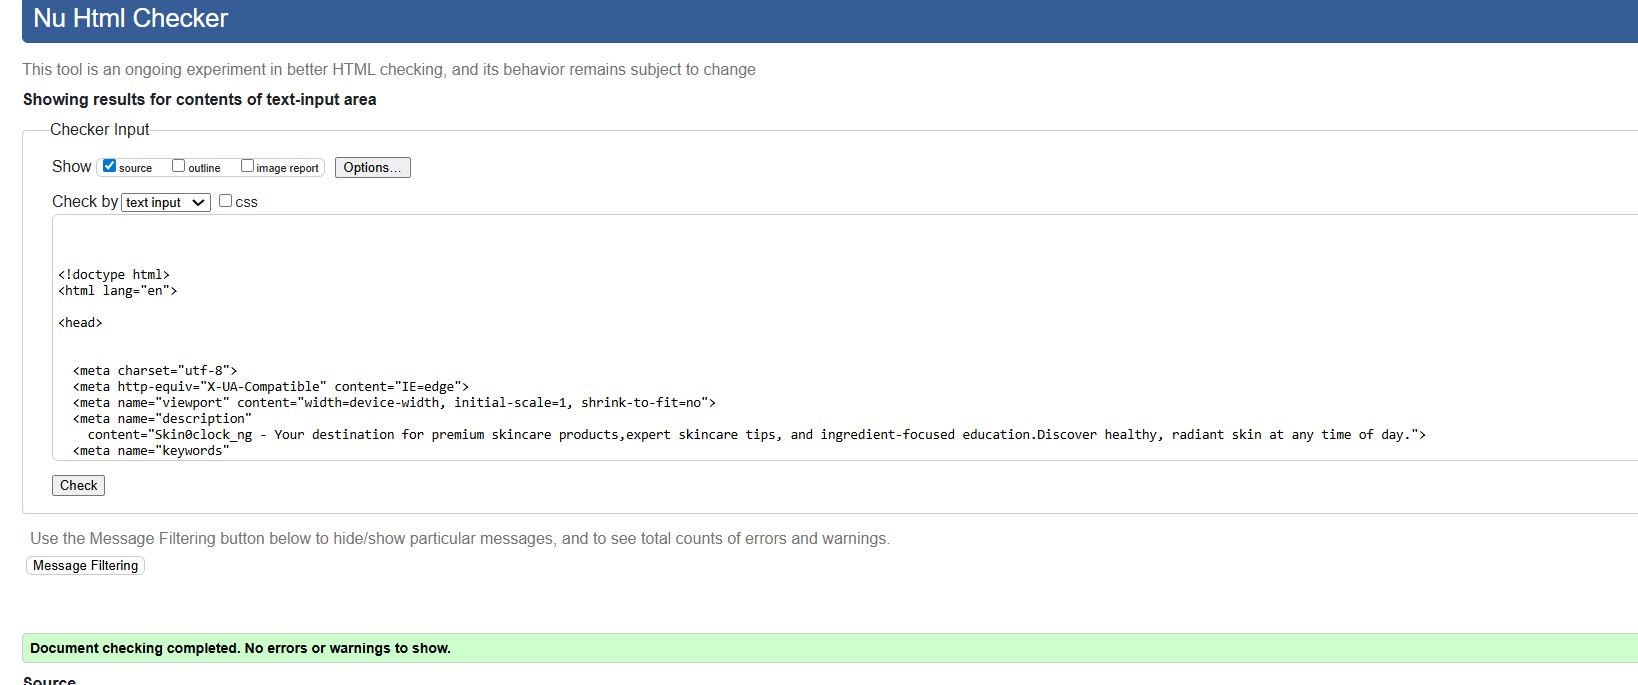 Nu Html Checker
This tool is an ongoing experiment in better HTML checking, and its behavior remains subject to change
Showing results for contents of text-input area
Checker Input
Show source outline image report Options...
Check by text input css
<!doctype html>
<html lang="en">
<head>
<meta charset="utf-8">
<meta http-equiv="X-UA-Compatible" content="IE=edge">
<meta name="viewport" content="width=device-width, initial-scale=1, shrink-to-fit=no">
<meta name="description"
content="Skin0clock_ng - Your destination for premium skincare products,expert skincare tips, and ingredient-focused education.Discover healthy, radiant skin at any time of day.">
<meta name="keywords"
Check
Use the Message Filtering button below to hide/show particular messages, and to see total counts of errors and warnings.
Message Filtering
Document checking completed. No errors or warnings to show.
Source